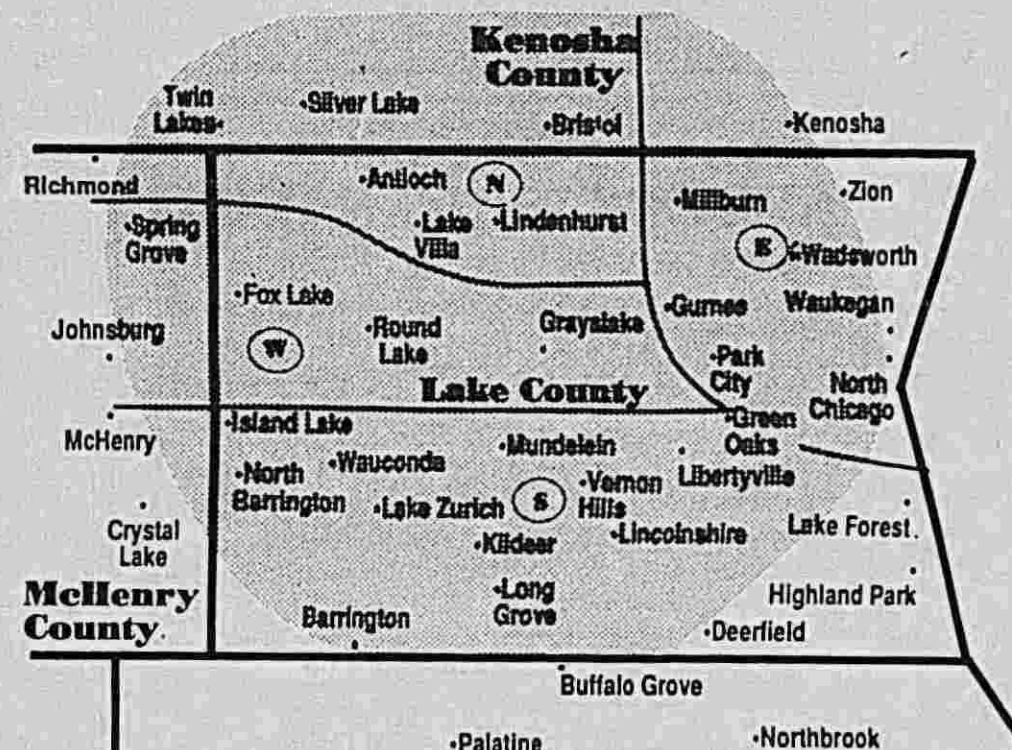 Kenosha
County
Twin
Lakes
Silver Lake
Bristol
Kenosha
Richmond
Antioch
N
Millburn
Zion
Spring
Grove
Lake
Villa
Lindenhurst
E
Wadsworth
Fox Lake
Gurnee
Waukegan
Johnsburg
W
Round
Lake
Grayslake
Park
City
North
Chicago
Lake County
McHenry
Island Lake
Green
Oaks
Mundelein
North
Barrington
Wauconda
Vernon
Hills
Libertyville
Lake Zurich
S
Crystal
Lake
Kildeer
Lincolnshire
Lake Forest
McHenry
County
Long
Grove
Highland Park
Barrington
Deerfield
Buffalo Grove
Palatine
Northbrook